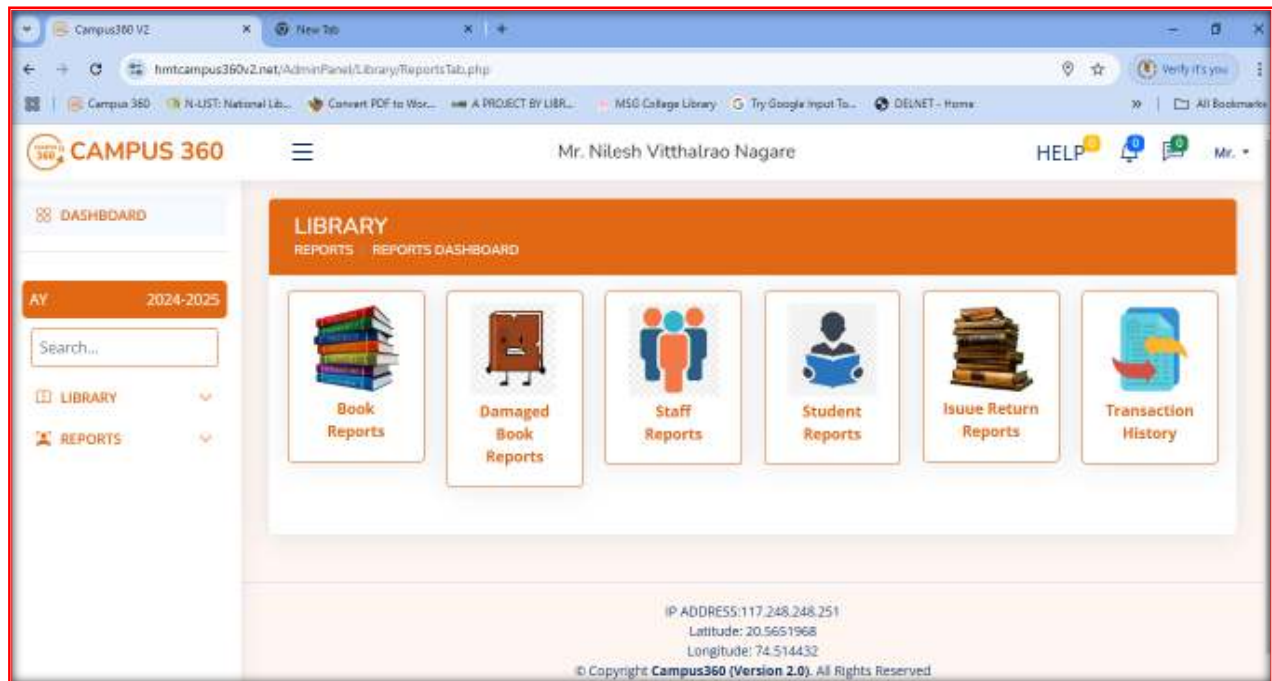 Campus360 V2
New Tab
hmtcampus360v2.net/AdminPanel/Library/ReportsTab.php
Verify it's you
Campus 360
N-LIST: National Lib...
Convert PDF to Wor...
A PROJECT BY LIBR...
MSG College Library
Try Google Input To...
DELNET - Home
All Bookmarks
CAMPUS 360
Mr. Nilesh Vitthalrao Nagare
HELP
0
0
Mr.
DASHBOARD
AY 2024-2025
Search...
LIBRARY
REPORTS
LIBRARY
REPORTS REPORTS DASHBOARD
Book
Reports
Damaged
Book
Reports
Staff
Reports
Student
Reports
Isuue Return
Reports
Transaction
History
IP ADDRESS:117.248.248.251
Latitude: 20.5651968
Longitude: 74.514432
© Copyright Campus360 (Version 2.0). All Rights Reserved